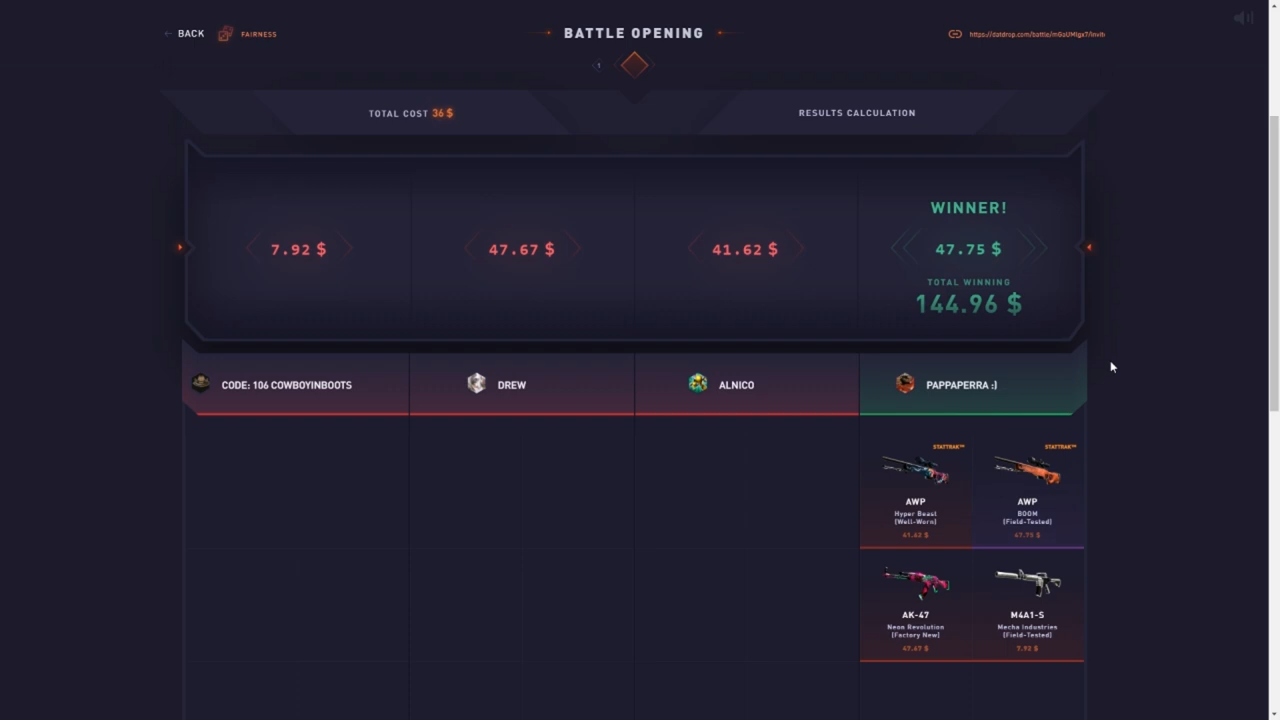 BACK
FAIRNESS
BATTLE OPENING
1
TOTAL COST 36 $
RESULTS CALCULATION
7.92 $
47.67 $
41.62 $
WINNER!
47.75 $
TOTAL WINNING
144.96 $
CODE: 106 COWBOYINBOOTS
DREW
ALNICO
PAPPAPERRA :)
STATTRAK™
AWP
Hyper Beast
(Well-Worn)
41.62 $
STATTRAK™
AWP
BOOM
(Field-Tested)
47.75 $
AK-47
Neon Revolution
(Factory New)
47.67 $
M4A1-S
Mecha Industries
(Field-Tested)
7.92 $